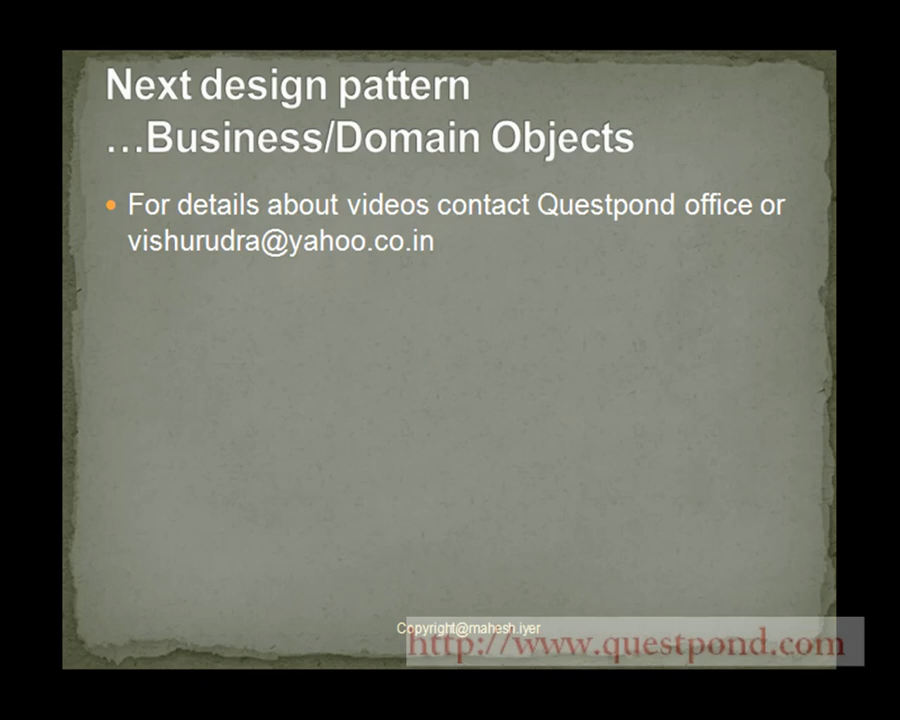 Next design pattern
…Business/Domain Objects
• For details about videos contact Questpond office or
vishurudra@yahoo.co.in
Copyright@mahesh.iyer
http://www.questpond.com